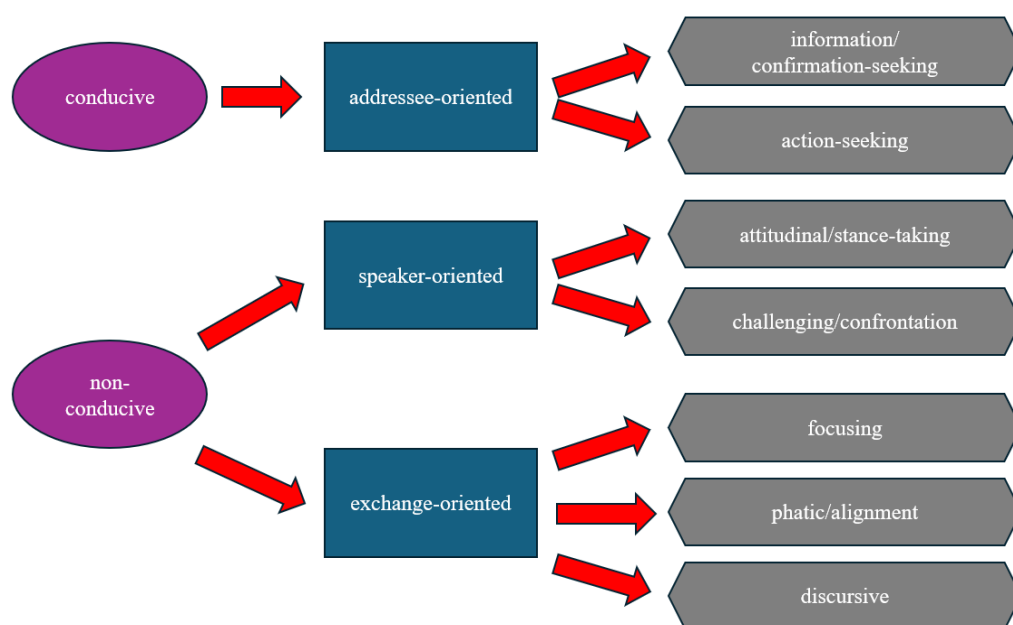 conducive
addressee-oriented
information/
confirmation-seeking
action-seeking
speaker-oriented
attitudinal/stance-taking
challenging/confrontation
non-
conducive
exchange-oriented
focusing
phatic/alignment
discursive